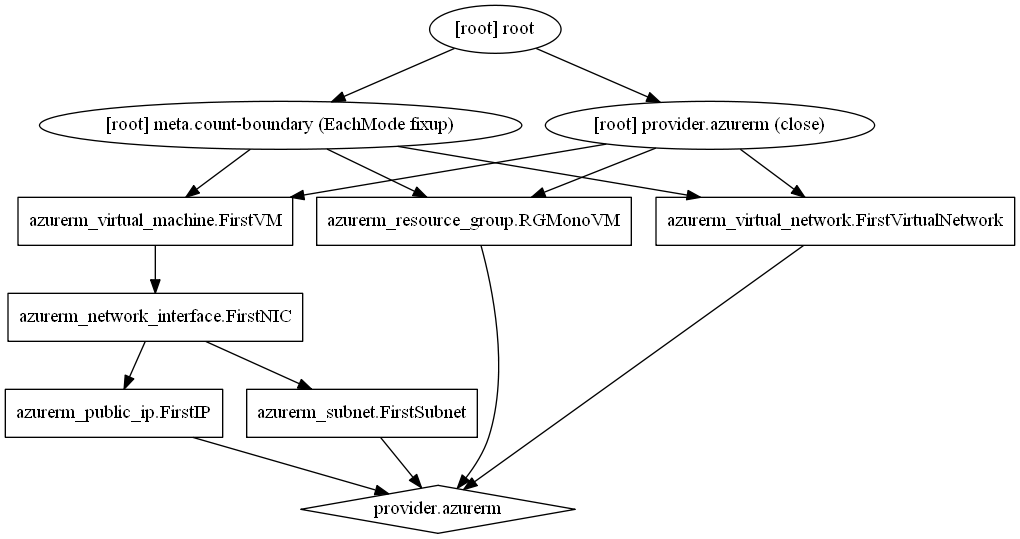 [root] root
[root] meta.count-boundary (EachMode fixup)
[root] provider.azurerm (close)
azurerm_virtual_machine.FirstVM
azurerm_resource_group.RGMonoVM
azurerm_virtual_network.FirstVirtualNetwork
azurerm_network_interface.FirstNIC
azurerm_public_ip.FirstIP
azurerm_subnet.FirstSubnet
provider.azurerm